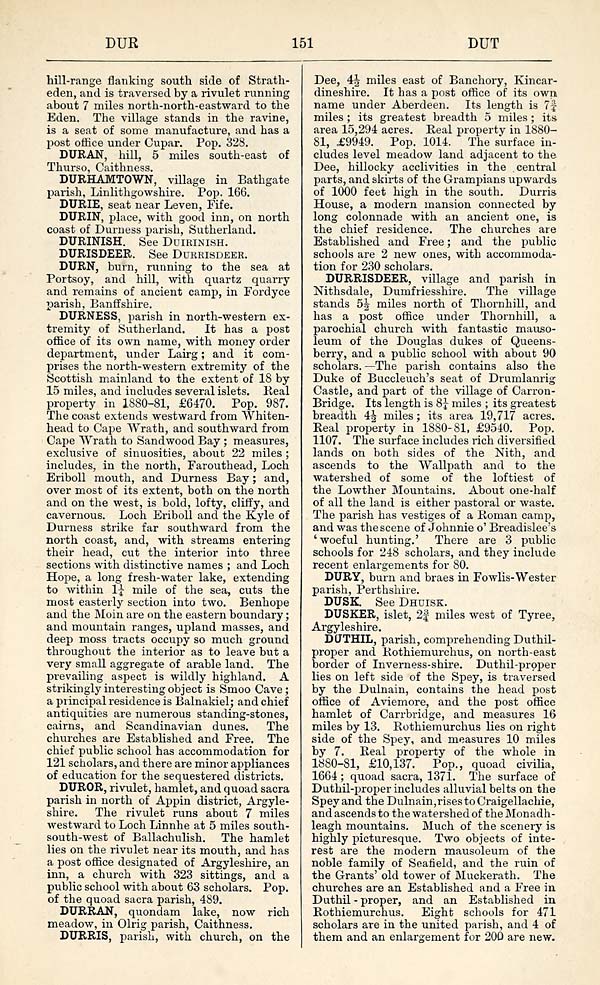 DUR 151 DUT
hill-range flanking south side of Strath-
eden, and is traversed by a rivulet running
about 7 miles north-north-eastward to the
Eden. The village stands in the ravine,
is a seat of some manufacture, and has a
post office under Cupar. Pop. 328.
DURAN, hill, 5 miles south-east of
Thurso, Caithness.
DURHAMTOWN, village in Bathgate
parish, Linlithgowshire. Pop. 166.
DURIE, seat near Leven, Fife.
DURIN, place, with good inn, on north
coast of Durness parish, Sutherland.
DURINISH. See DUIRINISH.
DURISDEER. See DURRISDEER.
DURN, burn, running to the sea at
Portsoy, and hill, with quartz quarry
and remains of ancient camp, in Fordyce
parish, Banffshire.
DURNESS, parish in north-western ex-
tremity of Sutherland. It has a post
office of its own name, with money order
department, under Lairg; and it com-
prises the north-western extremity of the
Scottish mainland to the extent of 18 by
15 miles, and includes several islets. Real
property in 1880-81, £6470. Pop. 987.
The coast extends westward from Whiten-
head to Cape Wrath, and southward from
Cape Wrath to Sandwood Bay; measures,
exclusive of sinuosities, about 22 miles;
includes, in the north, Farouthead, Loch
Eriboll mouth, and Durness Bay; and,
over most of its extent, both on the north
and on the west, is bold, lofty, cliffy, and
cavernous. Loch Eriboll and the Kyle of
Durness strike far southward from the
north coast, and, with streams entering
their head, cut the interior into three
sections with distinctive names; and Loch
Hope, a long fresh-water lake, extending
to within 1¼ mile of the sea, cuts the
most easterly section into two. Benhope
and the Moin are on the eastern boundary;
and mountain ranges, upland masses, and
deep moss tracts occupy so much ground
throughout the interior as to leave but a
very small aggregate of arable land. The
prevailing aspect is wildly highland. A
strikingly interesting object is Smoo Cave;
a principal residence is Balnakiel; and chief
antiquities are numerous standing-stones,
cairns, and Scandinavian dunes. The
churches are Established and Free. The
chief public school has accommodation for
121 scholars, and there are minor appliances
of education for the sequestered districts.
DUROR, rivulet, hamlet, and quoad sacra
parish in north of Appin district, Argyle-
shire. The rivulet runs about 7 miles
westward to Loch Linnhe at 5 miles south-
south-west of Ballachulish. The hamlet
lies on the rivulet near its mouth, and has
a post office designated of Argyleshire, an
inn, a church with 323 sittings, and a
public school with about 63 scholars. Pop.
of the quoad sacra parish, 489.
DURRAN, quondam lake, now rich
meadow, in Olrig parish, Caithness.
DURRIS, parish, with church, on the
Dee, 4½ miles east of Banchory, Kincar-
dineshire. It has a post office of its own
name under Aberdeen. Its length is 7¾
miles; its greatest breadth 5 miles; its
area 15,294 acres. Real property in 1880-
81, £9949. Pop. 1014. The surface in-
cludes level meadow land adjacent to the
Dee, hillocky acclivities in the central
parts, and skirts of the Grampians upwards
of 1000 feet high in the south. Durris
House, a modern mansion connected by
long colonnade with an ancient one, is
the chief residence. The churches are
Established and Free; and the public
schools are 2 new ones, with accommoda-
tion for 230 scholars.
DURRISDEER, village and parish in
Nithsdale, Dumfriesshire. The village
stands 5½ miles north of Thornhill, and
has a post office under Thornhill, a
parochial church with fantastic mauso-
leum of the Douglas dukes of Queens-
berry, and a public school with about 90
scholars.—The parish contains also the
Duke of Buccleuch's seat of Drumlanrig
Castle, and part of the village of Carron-
Bridge. Its length is 8¼ miles; its greatest
breadth 4½ miles; its area 19,717 acres.
Real property in 1880-81, £9540. Pop.
1107. The surface includes rich diversified
lands on both sides of the Nith, and
ascends to the Wallpath and to the
watershed of some of the loftiest of
the Lowther Mountains. About one-half
of all the land is either pastoral or waste.
The parish has vestiges of a Roman camp,
and was the scene of Johnnie o' Breadislee's
'woeful hunting.' There are 3 public
schools for 248 scholars, and they include
recent enlargements for 80.
DURY, burn and braes in Fowlis-Wester
parish, Perthshire.
DUSK. See DHUISK.
DUSKER, islet, 2¾ miles west of Tyree,
Argyleshire.
DUTHIL, parish, comprehending Duthil-
proper and Rothiemurchus, on north-east
border of Inverness-shire. Duthil-proper
lies on left side of the Spey, is traversed
by the Dulnain, contains the head post
office of Aviemore, and the post office
hamlet of Carrbridge, and measures 16
miles by 13. Rothiemurchus lies on right
side of the Spey, and measures 10 miles
by 7. Real property of the whole in
1880-81, £10,137. Pop., quoad civilia,
1664; quoad sacra, 1371. The surface of
Duthil-proper includes alluvial belts on the
Spey and the Dulnain, rises to Craigellachie,
and ascends to the watershed of the Monadh-
leagh mountains. Much of the scenery is
highly picturesque. Two objects of inte-
rest are the modern mausoleum of the
noble family of Seafield, and the ruin of
the Grants' old tower of Muckerath. The
churches are an Established and a Free in
Duthil-proper, and an Established in
Rothiemurchus. Eight schools for 471
scholars are in the united parish, and 4 of
them and an enlargement for 200 are new.